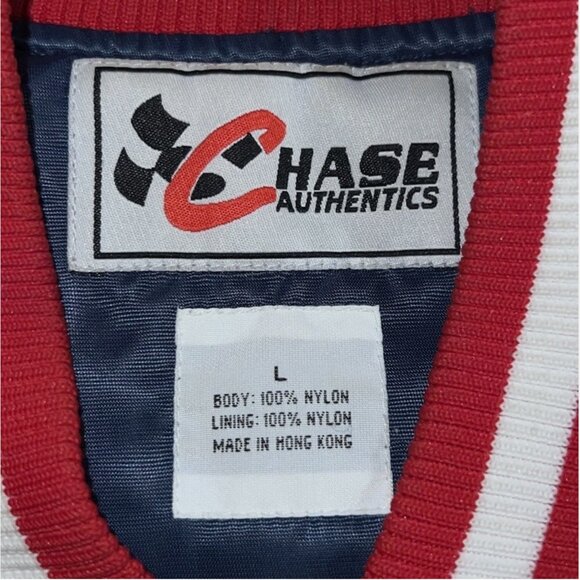 CHASE
AUTHENTICS
L
BODY: 100% NYLON
LINING: 100% NYLON
MADE IN HONG KONG